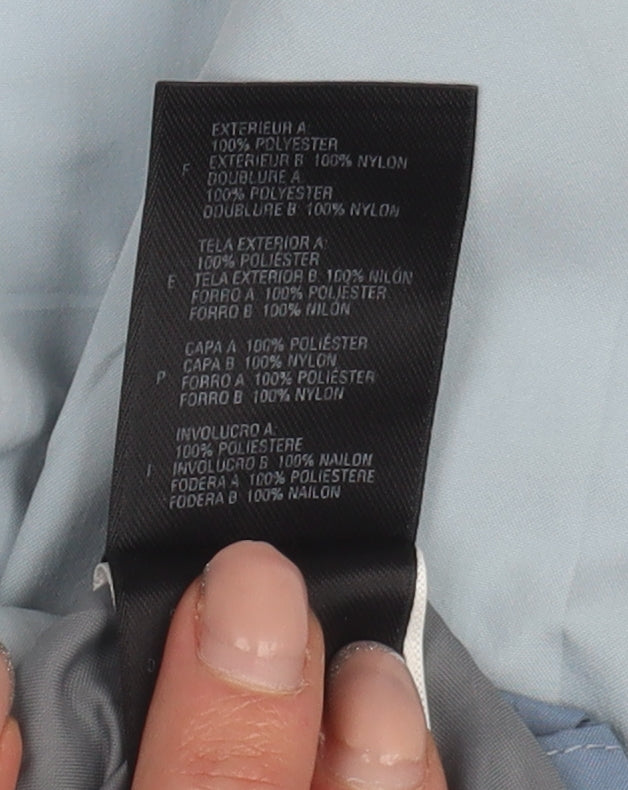 EXTERIEUR A:
100% POLYESTER
F EXTERIEUR B: 100% NYLON
DOUBLURE A:
100% POLYESTER
DOUBLURE B: 100% NYLON
TELA EXTERIOR A:
100% POLIÉSTER
E TELA EXTERIOR B: 100% NILÓN
FORRO A: 100% POLIÉSTER
FORRO B: 100% NILÓN
CAPA A: 100% POLIÉSTER
CAPA B: 100% NYLON
P FORRO A: 100% POLIÉSTER
FORRO B: 100% NYLON
INVOLUCRO A:
100% POLIESTERE
I INVOLUCRO B: 100% NAILON
FODERA A: 100% POLIESTERE
FODERA B: 100% NAILON